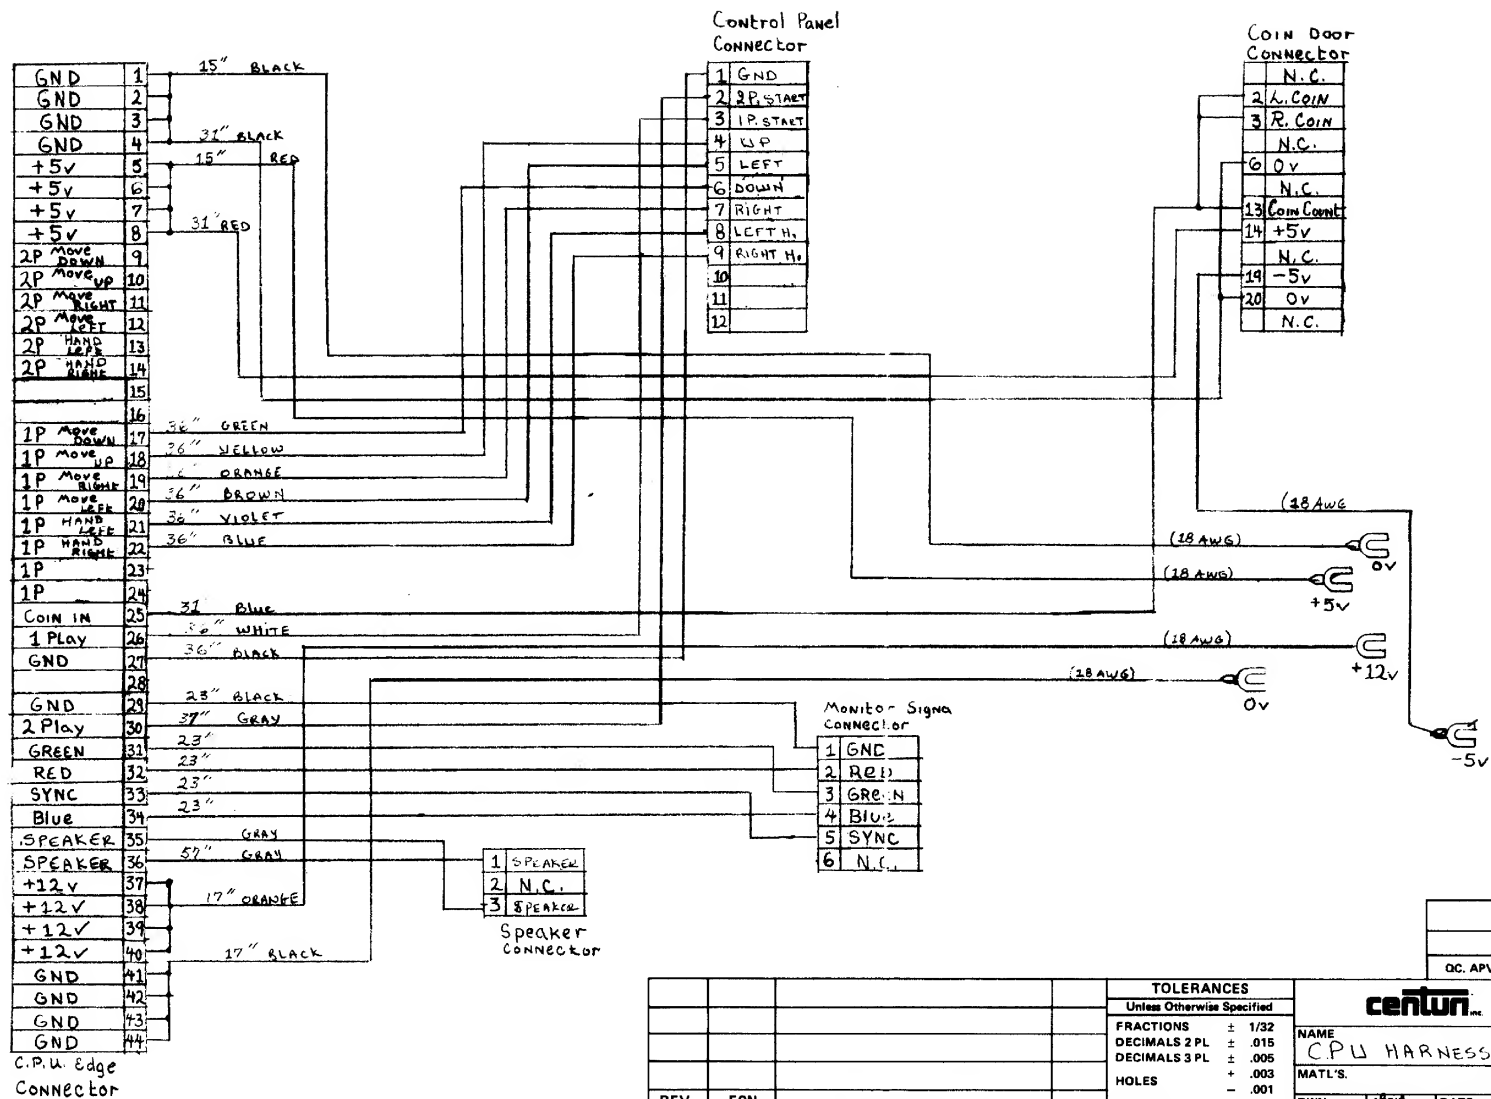 Control Panel
Connector
1 GND
2 2P. START
3 1P. START
4 UP
5 LEFT
6 DOWN
7 RIGHT
8 LEFT H.
9 RIGHT H.
10
11
12
Coin Door
Connector
N.C.
2 L. COIN
3 R. COIN
N.C.
6 0v
N.C.
13 Coin Count
14 +5v
N.C.
19 -5v
20 0v
N.C.
GND 1 15" BLACK
GND 2
GND 3
GND 4 31" BLACK
+5v 5 15" RED
+5v 6
+5v 7
+5v 8 31" RED
2P Move DOWN 9
2P Move UP 10
2P Move RIGHT 11
2P Move LEFT 12
2P HAND LEFT 13
2P HAND RIGHT 14
15
16
1P Move DOWN 17 36" GREEN
1P Move UP 18 36" YELLOW
1P Move RIGHT 19 36" ORANGE
1P Move LEFT 20 36" BROWN
1P HAND LEFT 21 36" VIOLET
1P HAND RIGHT 22 36" BLUE
1P 23
1P 24
COIN IN 25 31 Blue
1 PLAY 26 36" WHITE
GND 27 36" BLACK
28
GND 29 23" BLACK
2 Play 30 37" GRAY
GREEN 31 23"
RED 32 23"
SYNC 33 23"
Blue 34 23"
SPEAKER 35 GRAY
SPEAKER 36 57" GRAY
+12v 37
+12v 38 17" ORANGE
+12v 39
+12v 40 17" BLACK
GND 41
GND 42
GND 43
GND 44
C.P.U. Edge
Connector
(18 AWG
(18 AWG) 0v
(18 AWG) +5v
(18 AWG) +12v
(18 AWG) 0v
-5v
Monitor Signa
Connector
1 GND
2 Red
3 GREEN
4 Blue
5 SYNC
6 N.C.
1 SPEAKER
2 N.C.
3 SPEAKER
Speaker
Connector
QC. APV
TOLERANCES
Unless Otherwise Specified
FRACTIONS ± 1/32
DECIMALS 2 PL ± .015
DECIMALS 3 PL ± .005
HOLES + .003
- .001
centuri INC.
NAME
C.P.U HARNESS
MATL'S.
REV ECN